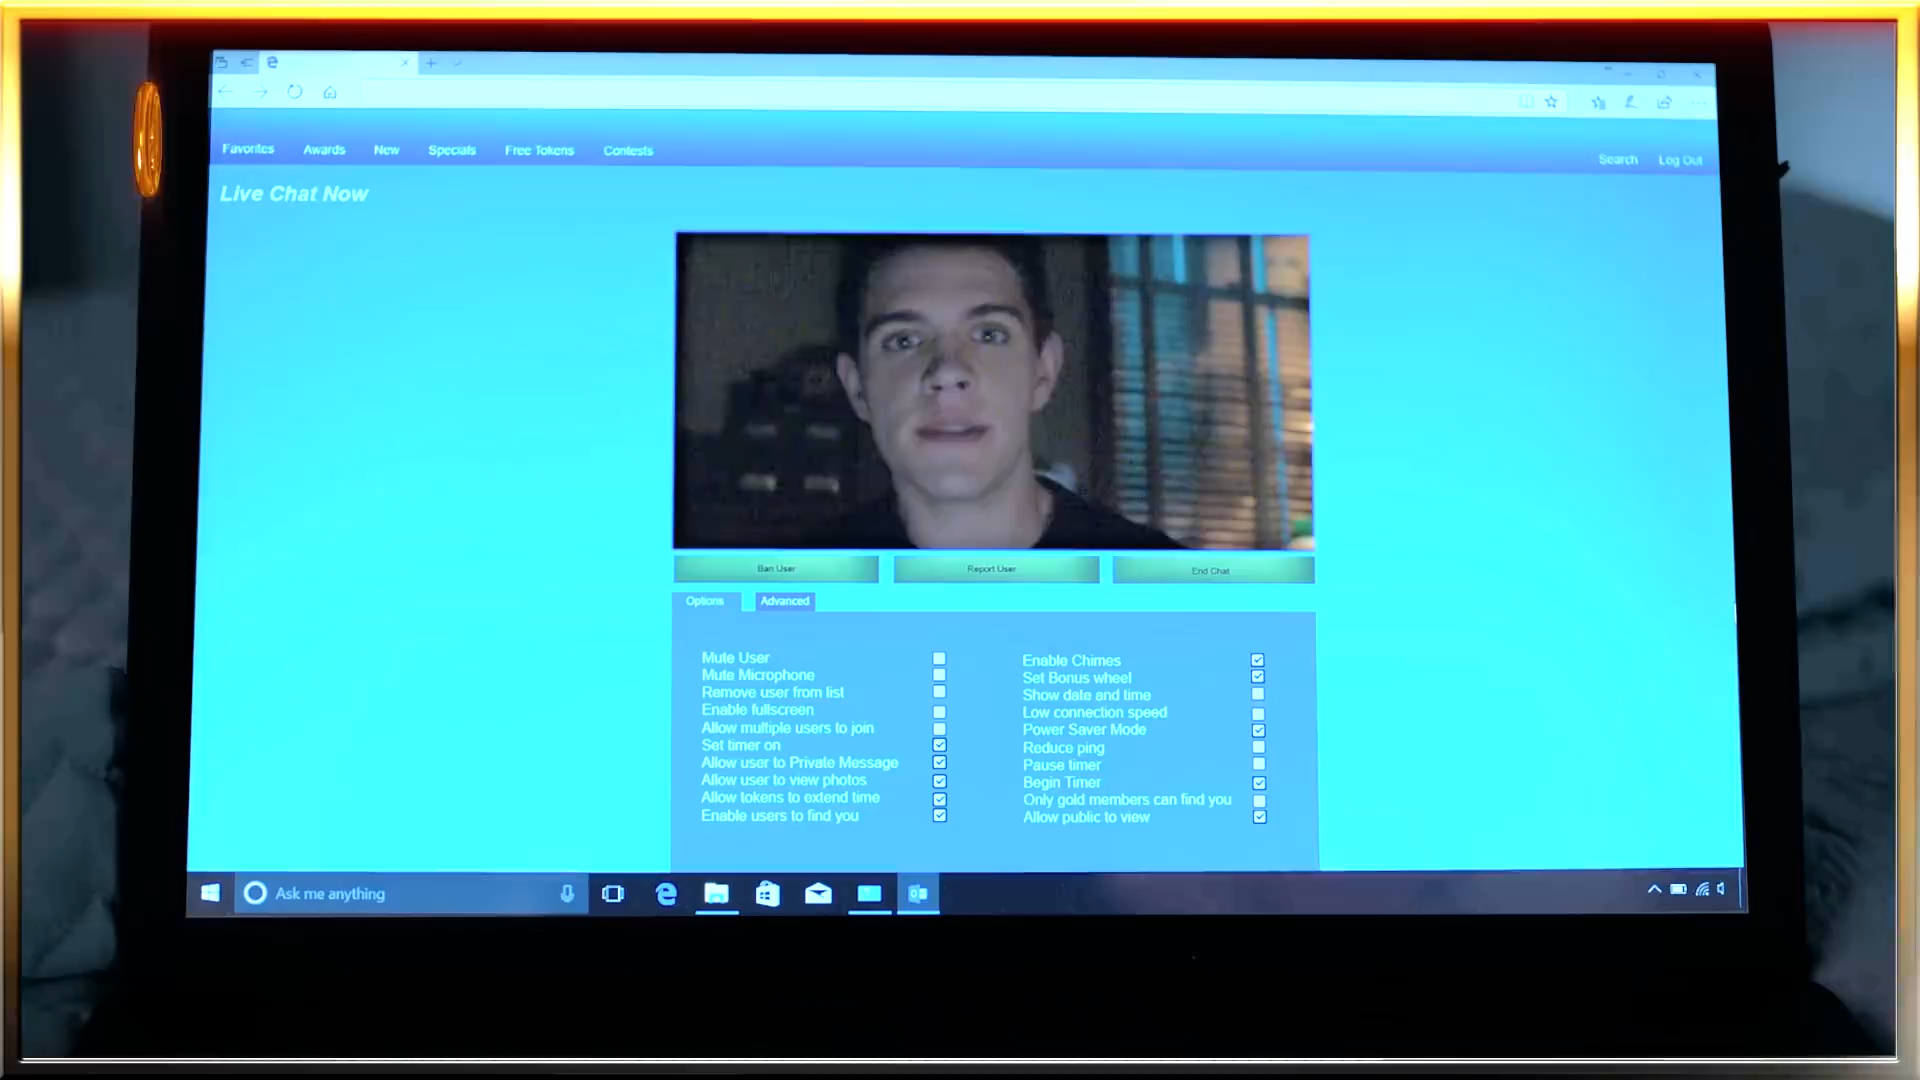 Favorites Awards New Specials Free Tokens Contests Search Log Out
Live Chat Now
Ban User Report User End Chat
Options Advanced
Mute User
Mute Microphone
Remove user from list
Enable fullscreen
Allow multiple users to join
Set timer on
Allow user to Private Message
Allow user to view photos
Allow tokens to extend time
Enable users to find you
Enable Chimes
Set Bonus wheel
Show date and time
Low connection speed
Power Saver Mode
Reduce ping
Pause timer
Begin Timer
Only gold members can find you
Allow public to view
Ask me anything